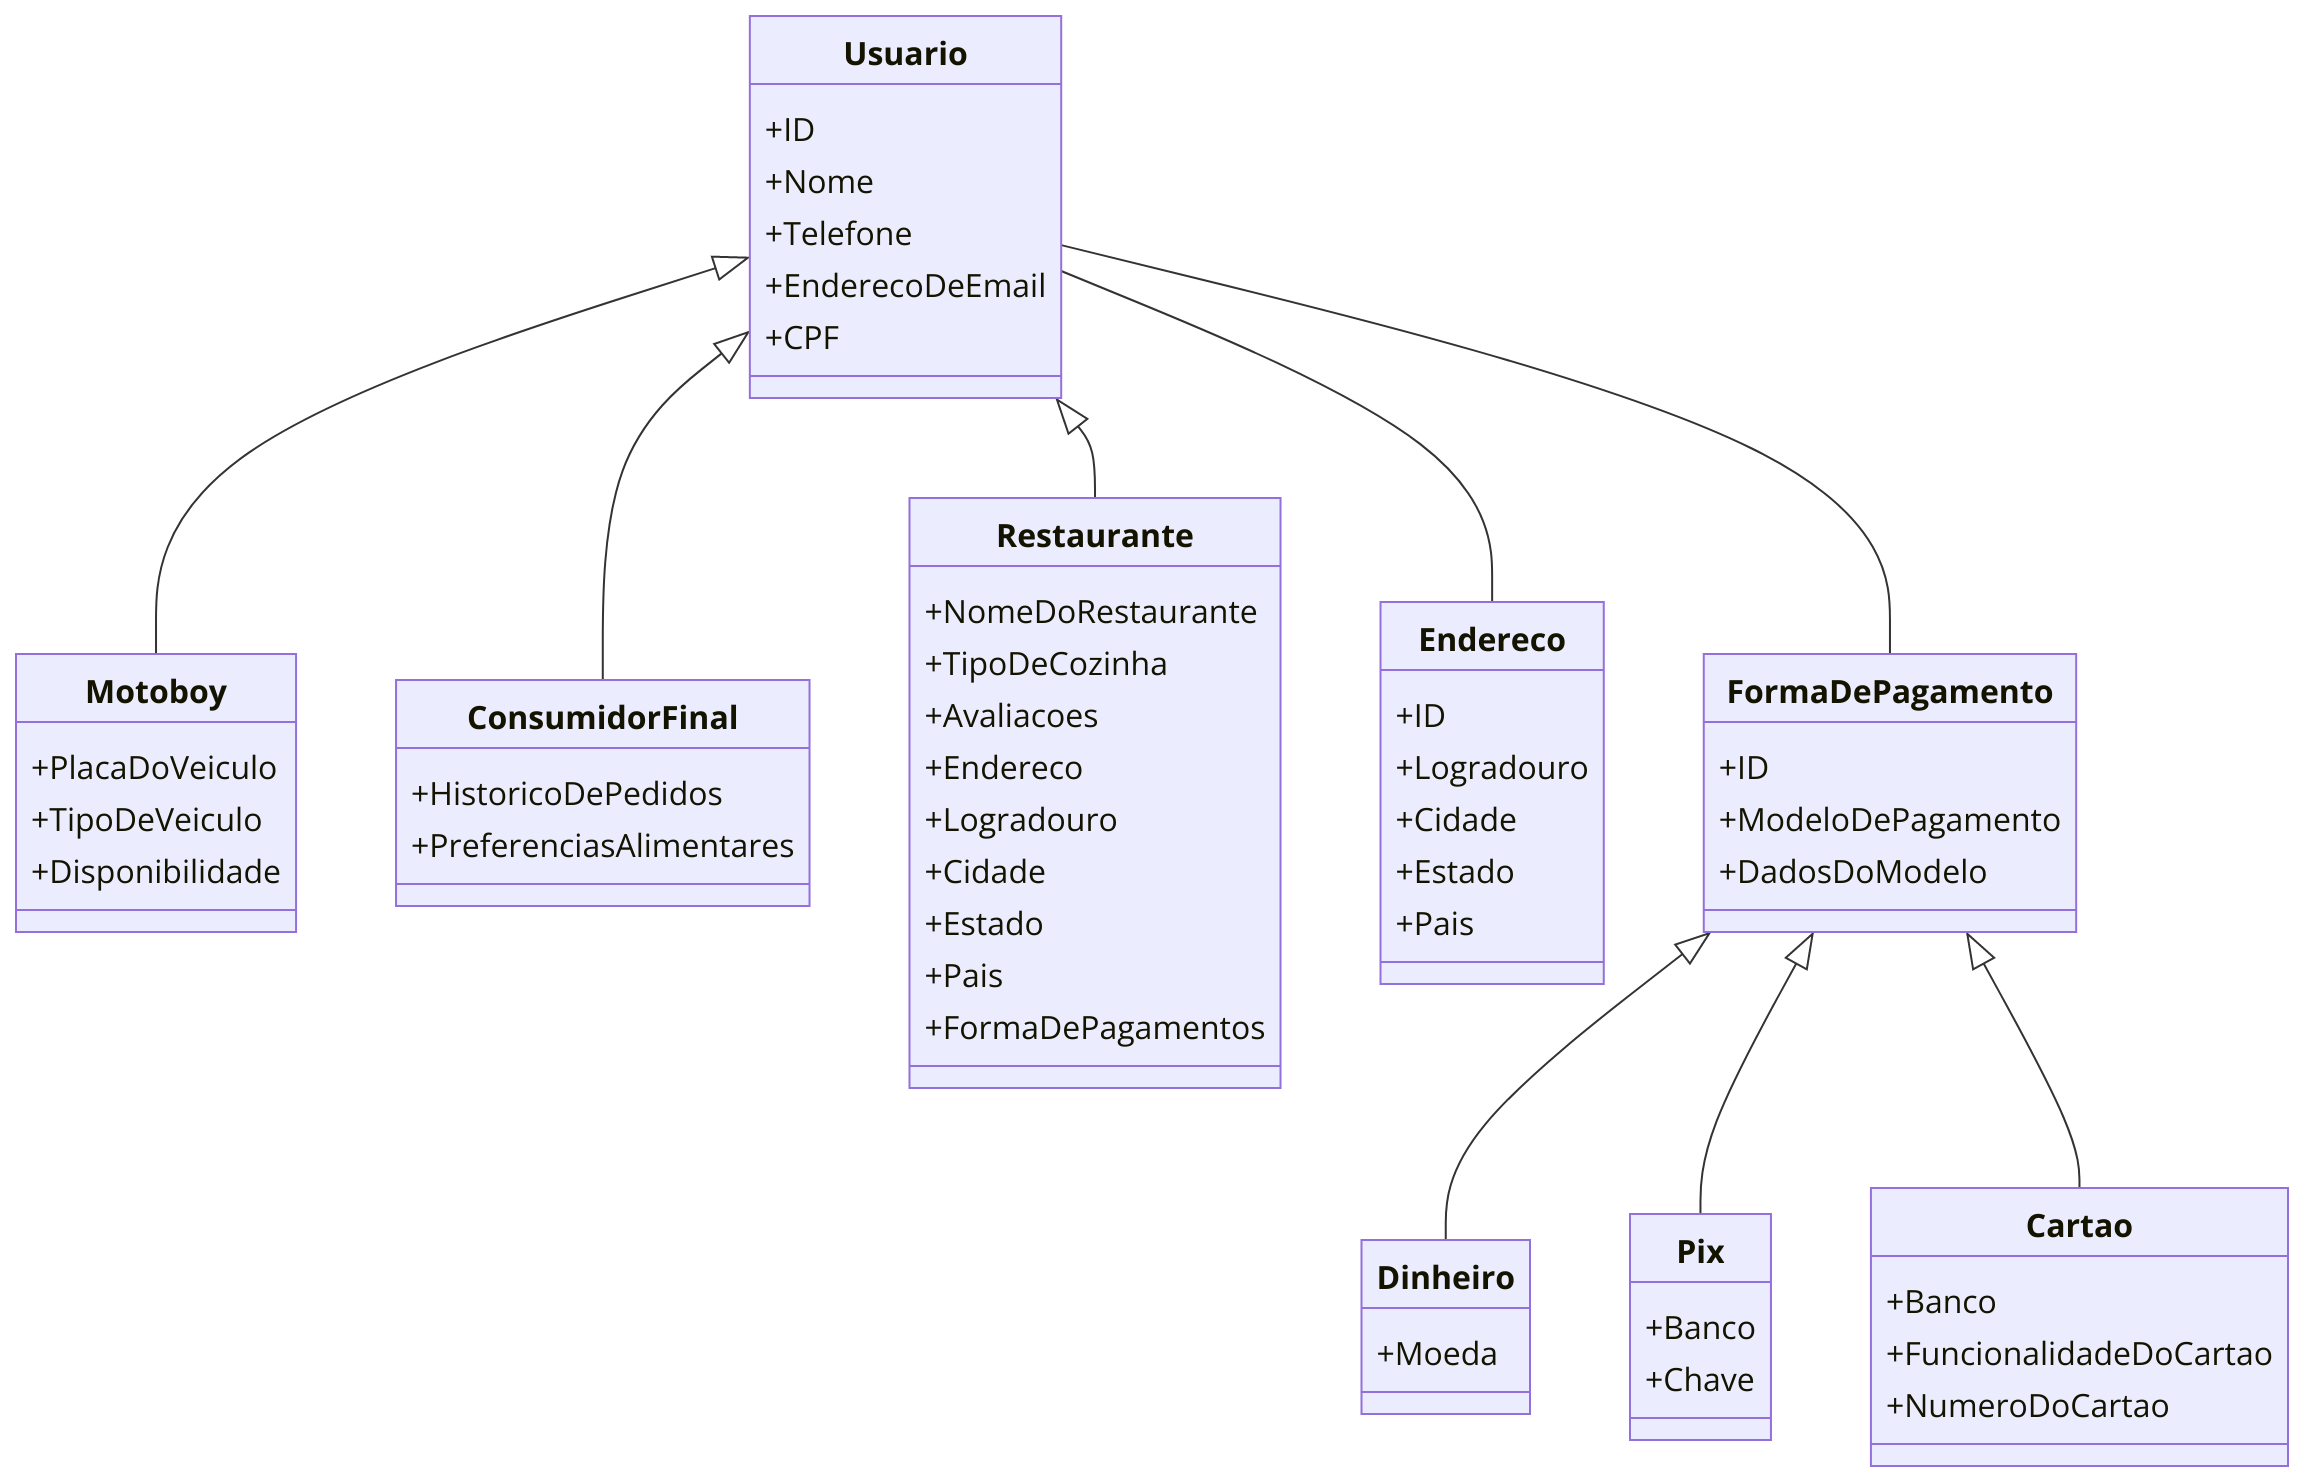 Usuario
+ID
+Nome
+Telefone
+EnderecoDeEmail
+CPF
Motoboy
+PlacaDoVeiculo
+TipoDeVeiculo
+Disponibilidade
ConsumidorFinal
+HistoricoDePedidos
+PreferenciasAlimentares
Restaurante
+NomeDoRestaurante
+TipoDeCozinha
+Avaliacoes
+Endereco
+Logradouro
+Cidade
+Estado
+Pais
+FormaDePagamentos
Endereco
+ID
+Logradouro
+Cidade
+Estado
+Pais
FormaDePagamento
+ID
+ModeloDePagamento
+DadosDoModelo
Dinheiro
+Moeda
Pix
+Banco
+Chave
Cartao
+Banco
+FuncionalidadeDoCartao
+NumeroDoCartao